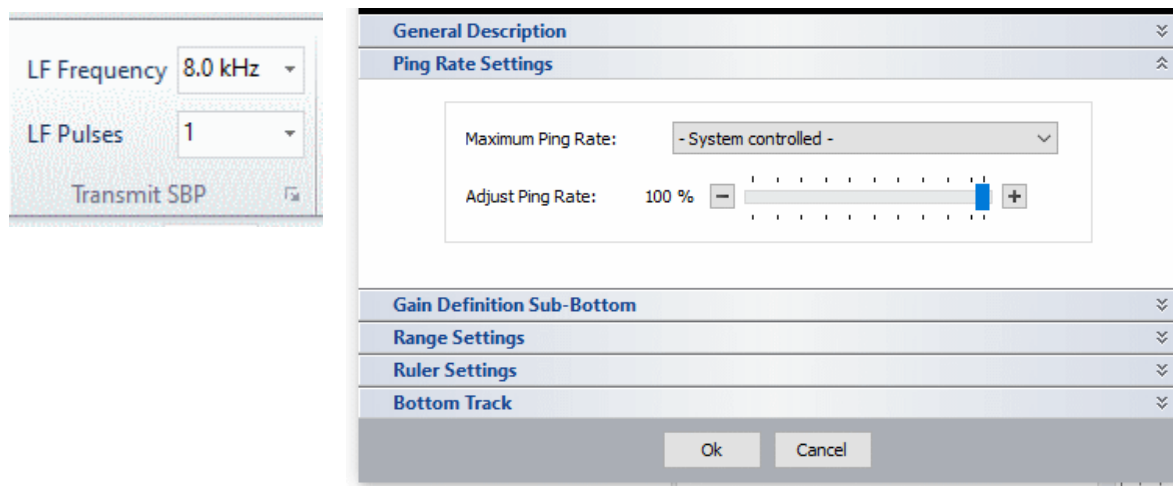 LF Frequency 8.0 kHz
LF Pulses 1
Transmit SBP
General Description
Ping Rate Settings
Maximum Ping Rate: - System controlled -
Adjust Ping Rate: 100 %
Gain Definition Sub-Bottom
Range Settings
Ruler Settings
Bottom Track
Ok Cancel